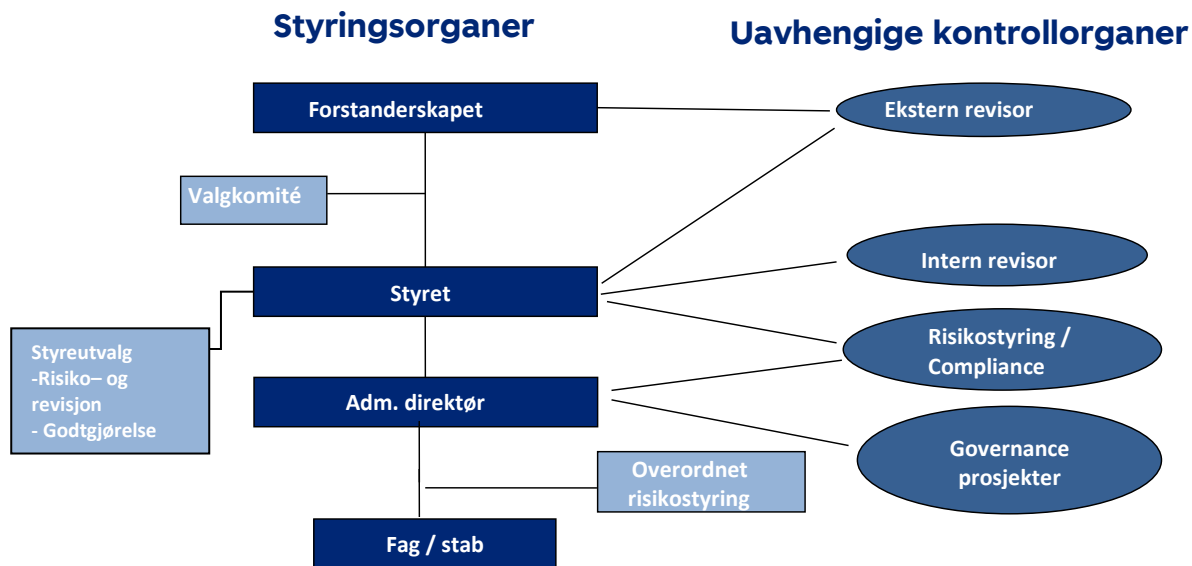 Styringsorganer
Uavhengige kontrollorganer
Forstanderskapet
Ekstern revisor
Valgkomité
Intern revisor
Styret
Styreutvalg
-Risiko– og
revisjon
- Godtgjørelse
Risikostyring /
Compliance
Adm. direktør
Governance
prosjekter
Overordnet
risikostyring
Fag / stab